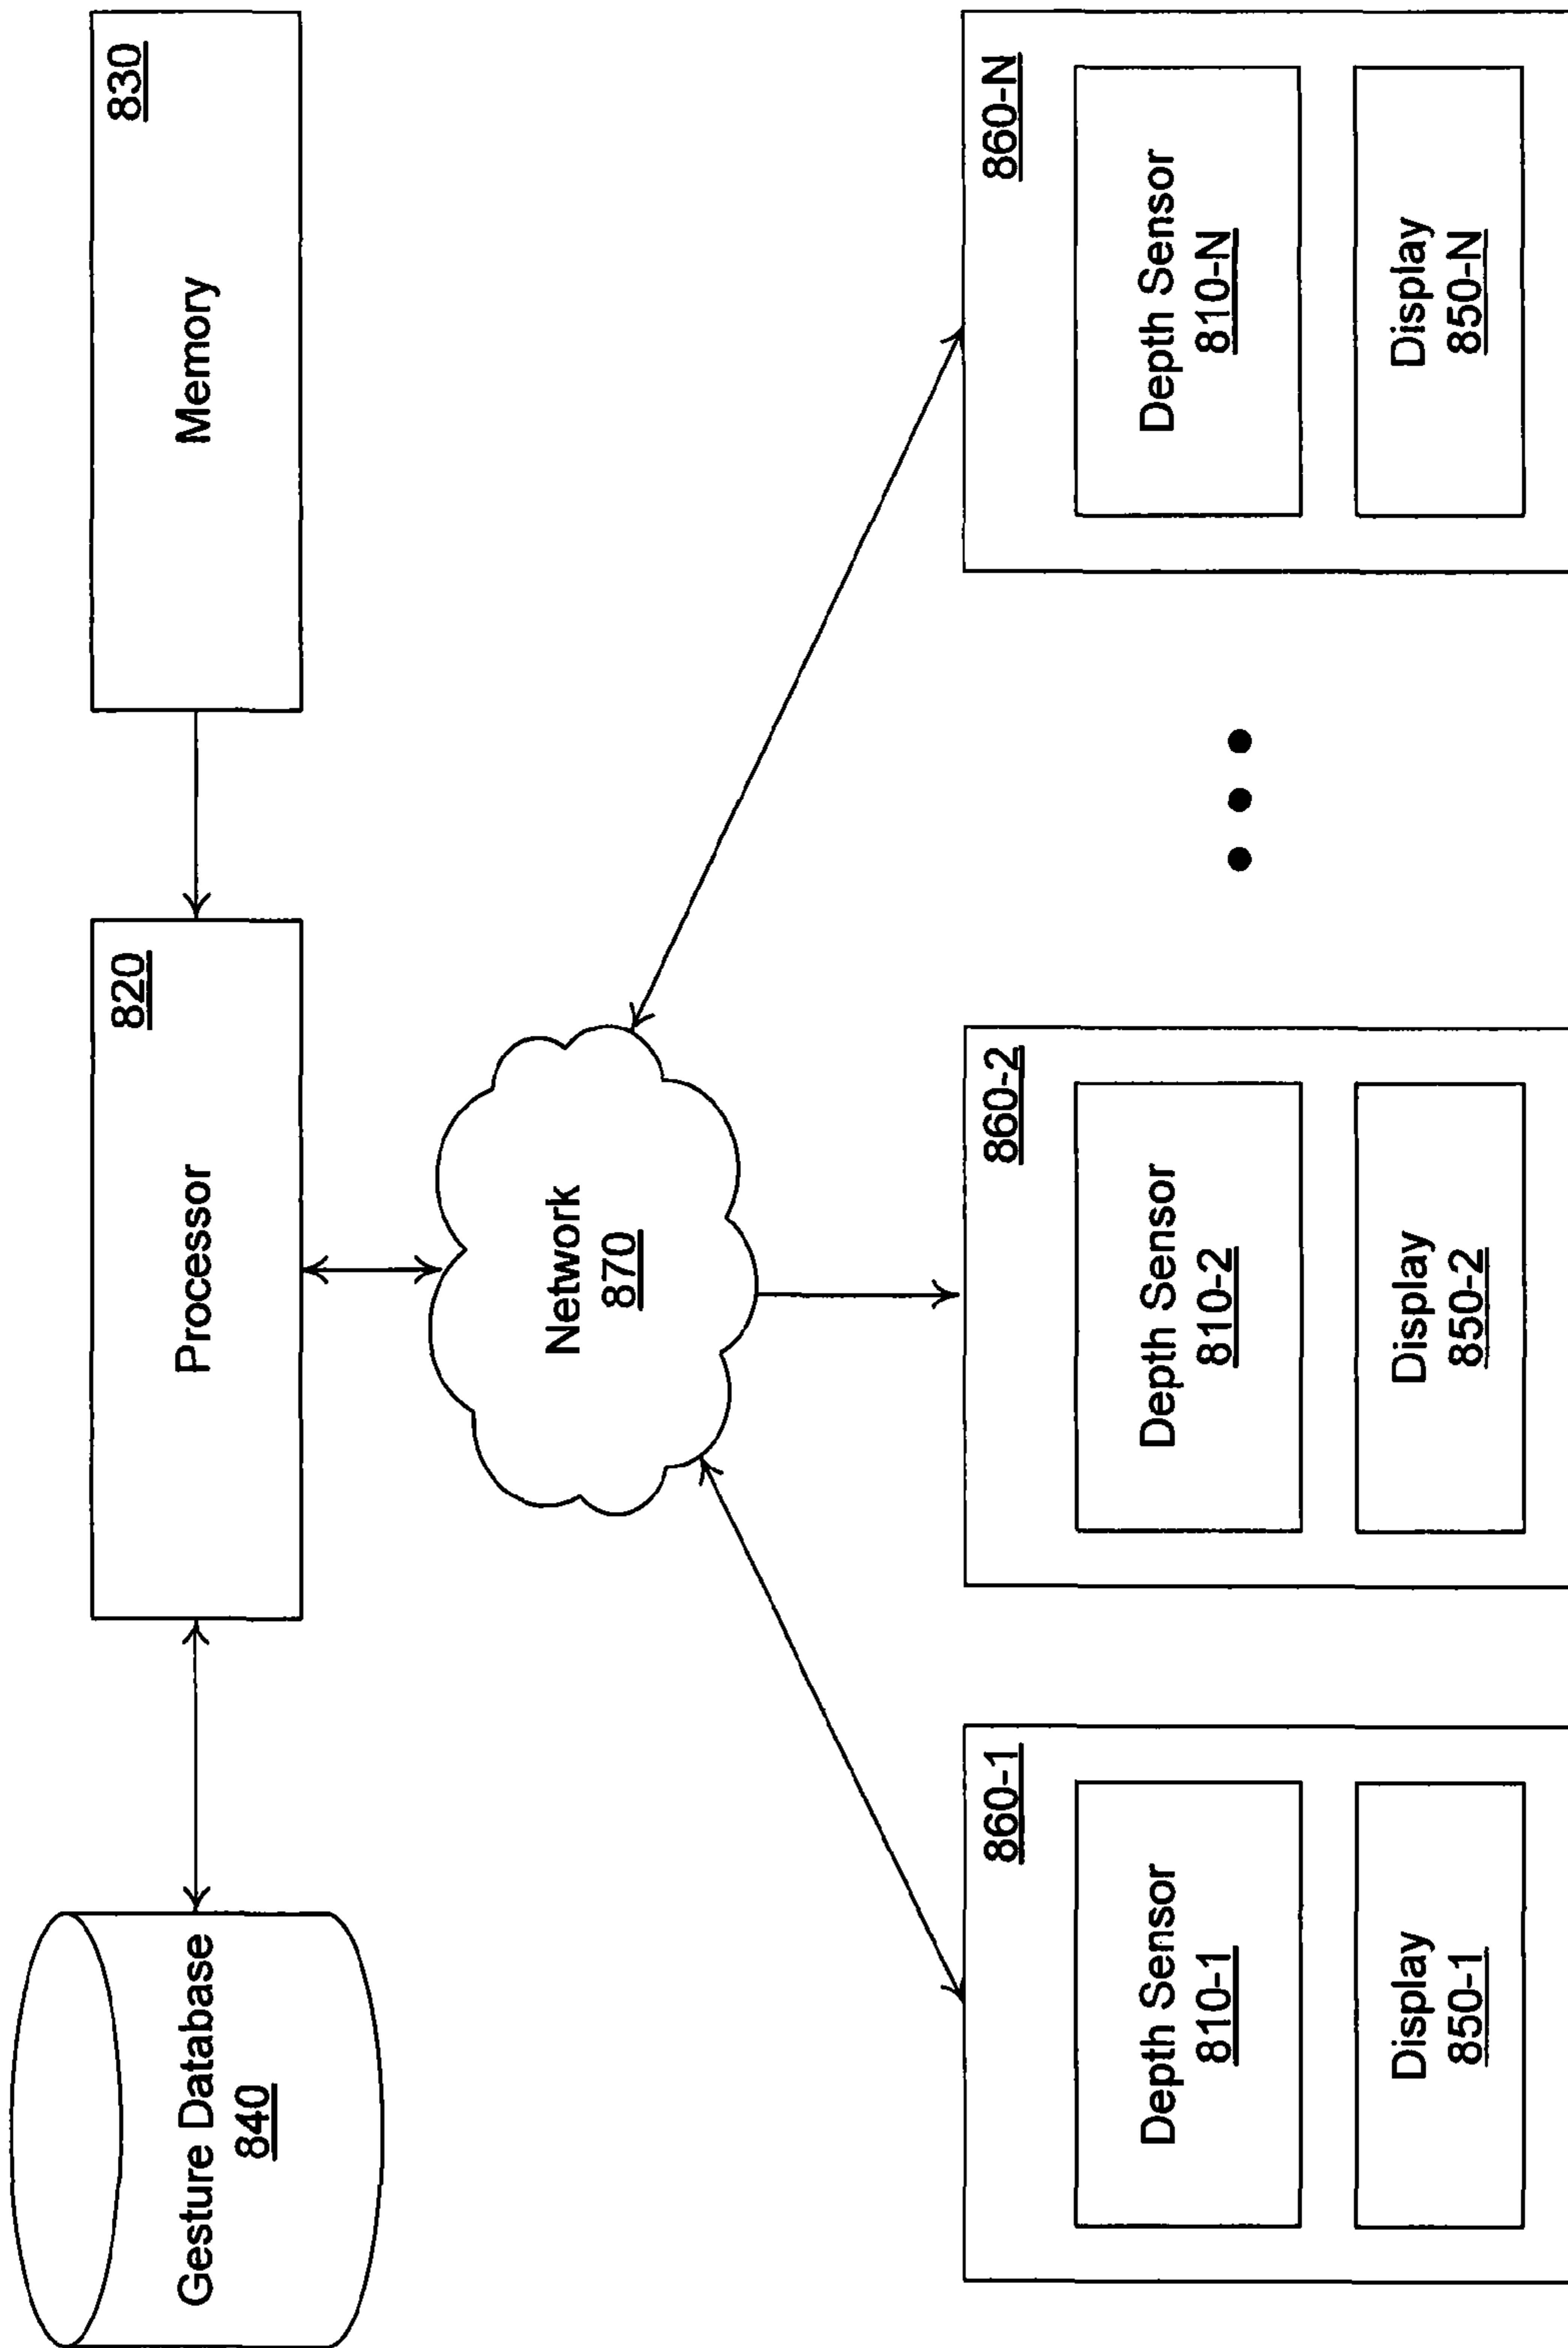 Gesture Database
840
Processor
820
Memory
830
Network
870
860-1
Depth Sensor
810-1
Display
850-1
860-2
Depth Sensor
810-2
Display
850-2
860-N
Depth Sensor
810-N
Display
850-N